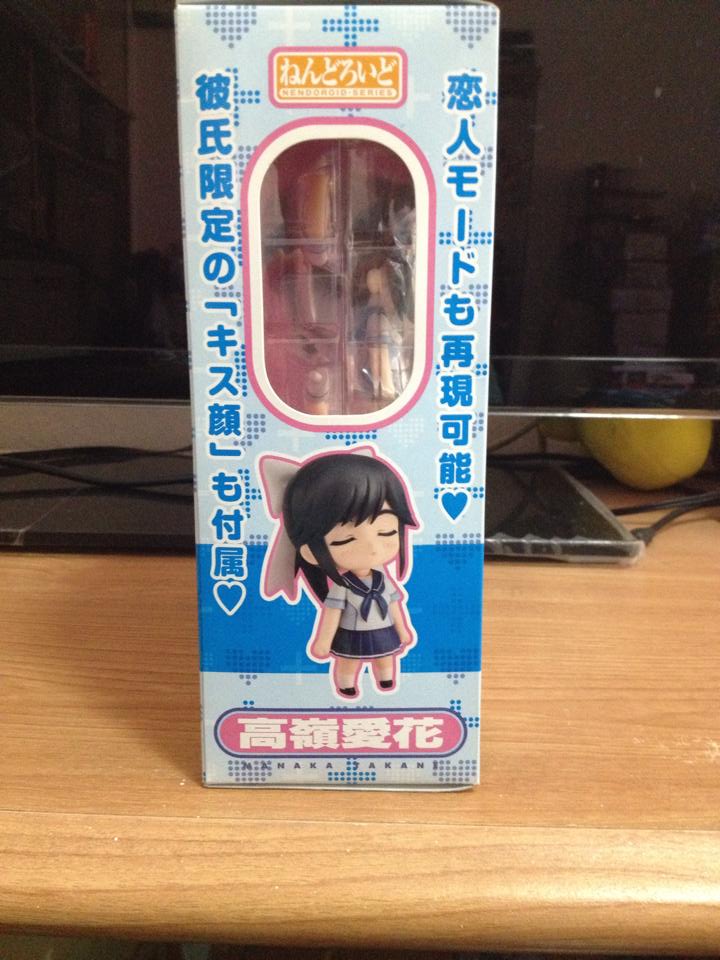 ねんどろいど
NENDOROID-SERIES
恋人モードも再現可能♥
彼氏限定の「キス顔」も付属♡
高嶺愛花
MANAKA TAKANE